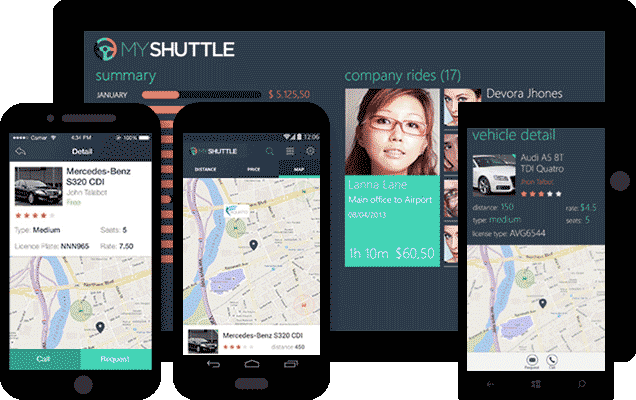 MYSHUTTLE
summary
JANUARY
$ 5.125,50
company rides (17)
Devora Jhones
Lanna Lane
Main office to Airport
08/04/2013
1h 10m $60,50
Carrier
4:34 PM
100%
Detail
Mercedes-Benz
S320 CDI
John Talabot
Free
Type: Medium
Seats: 5
Licence Plate: NNN965
Rate: 7.50
Call
Request
12:06
MYSHUTTLE
DISTANCE
PRICE
MAP
Mercedes-Benz S320 CDI
distance 450
vehicle detail
Audi A5 8T
TDI Quatro
Jhon Talbot
distance: 150
rate: $4.5
type: medium
seats: 5
license type: AVG6544
Request
Call